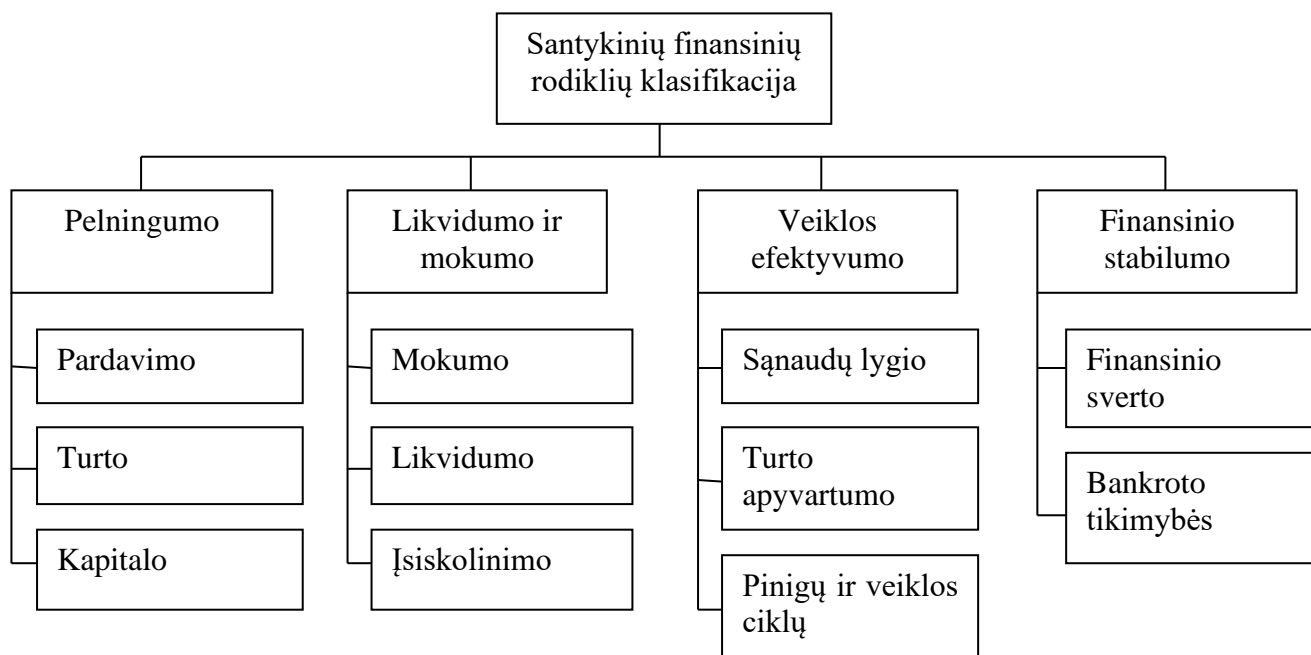 Santykinių finansinių
rodiklių klasifikacija
Pelningumo
Likvidumo ir
mokumo
Veiklos
efektyvumo
Finansinio
stabilumo
Pardavimo
Turto
Kapitalo
Mokumo
Likvidumo
Įsiskolinimo
Sąnaudų lygio
Turto
apyvartumo
Pinigų ir veiklos
ciklų
Finansinio
sverto
Bankroto
tikimybės